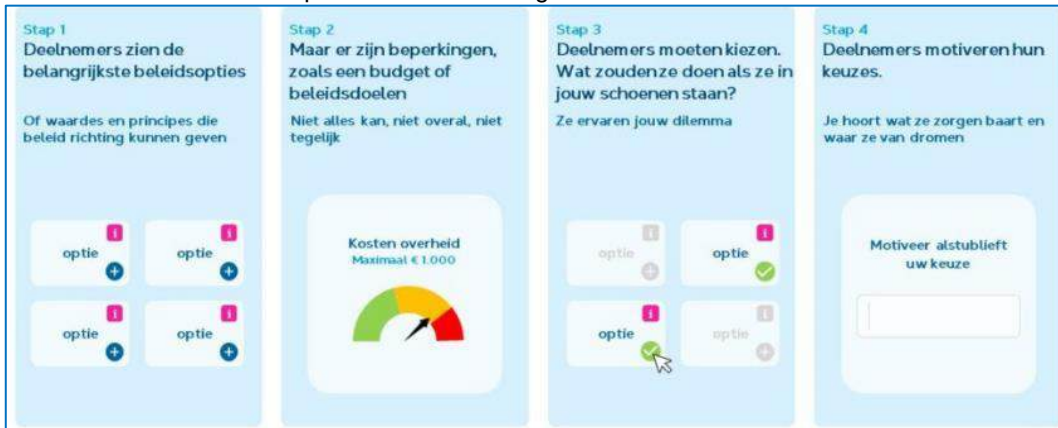 Stap 1
Deelnemers zien de
belangrijkste beleidsopties
Of waardes en principes die
beleid richting kunnen geven
optie
optie
optie
optie
Stap 2
Maar er zijn beperkingen,
zoals een budget of
beleidsdoelen
Niet alles kan, niet overal, niet
tegelijk
Kosten overheid
Maximaal € 1.000
Stap 3
Deelnemers moeten kiezen.
Wat zouden ze doen als ze in
jouw schoenen staan?
Ze ervaren jouw dilemma
optie
optie
optie
optie
Stap 4
Deelnemers motiveren hun
keuzes.
Je hoort wat ze zorgen baart en
waar ze van dromen
Motiveer alstublieft
uw keuze